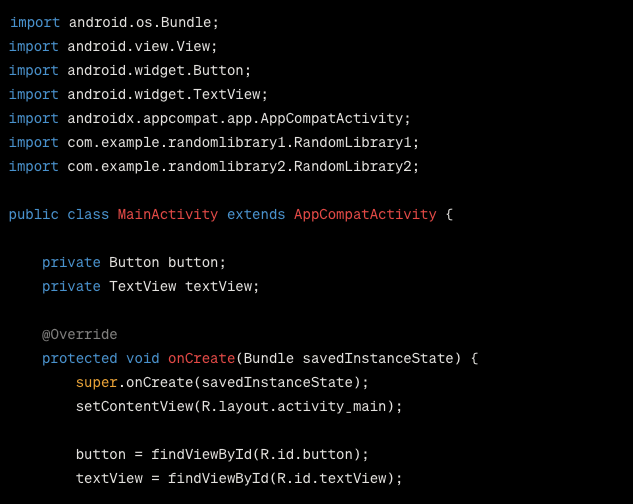 import android.os.Bundle;
import android.view.View;
import android.widget.Button;
import android.widget.TextView;
import androidx.appcompat.app.AppCompatActivity;
import com.example.randomlibrary1.RandomLibrary1;
import com.example.randomlibrary2.RandomLibrary2;

public class MainActivity extends AppCompatActivity {

    private Button button;
    private TextView textView;

    @Override
    protected void onCreate(Bundle savedInstanceState) {
        super.onCreate(savedInstanceState);
        setContentView(R.layout.activity_main);

        button = findViewById(R.id.button);
        textView = findViewById(R.id.textView);